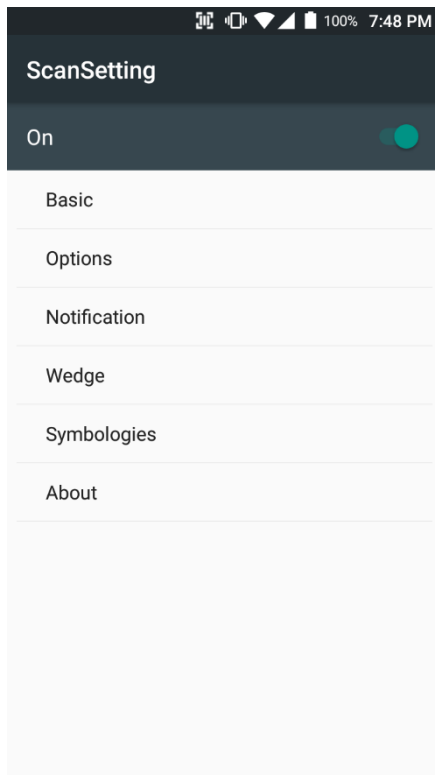 100% 7:48 PM
ScanSetting
On
Basic
Options
Notification
Wedge
Symbologies
About